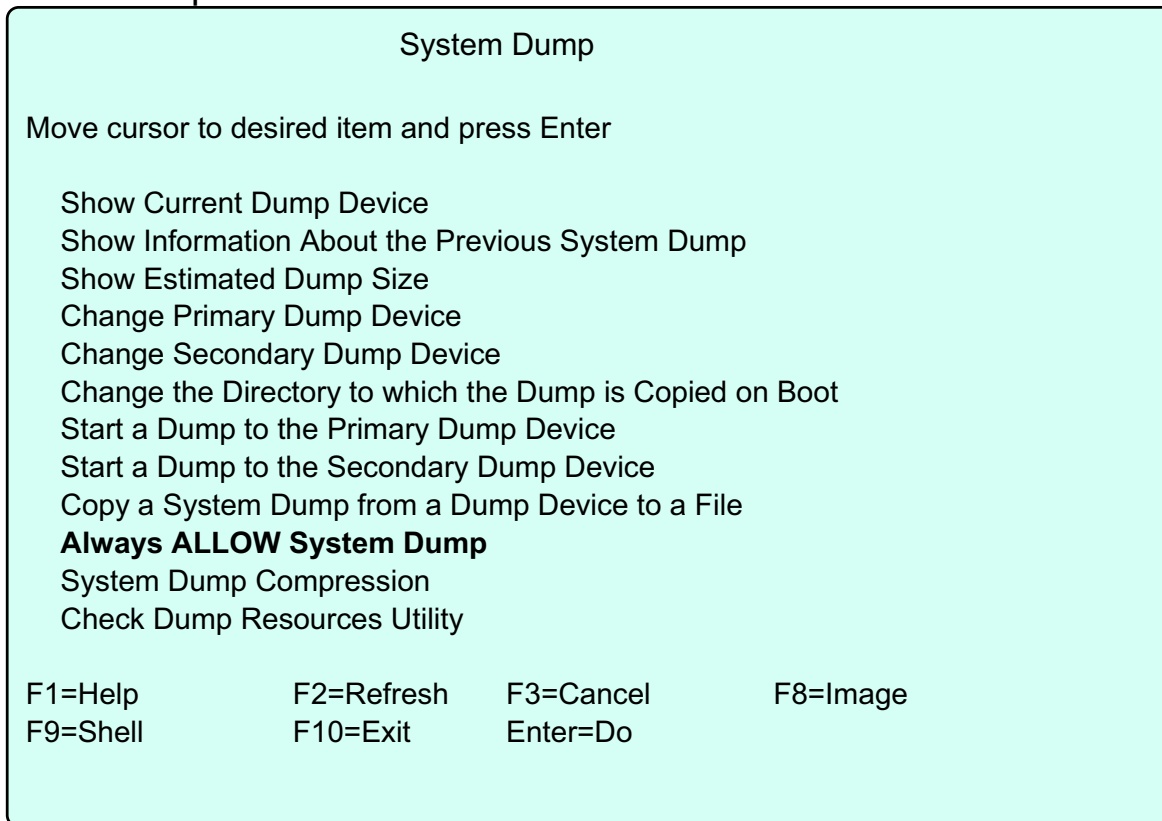 System Dump
Move cursor to desired item and press Enter
Show Current Dump Device
Show Information About the Previous System Dump
Show Estimated Dump Size
Change Primary Dump Device
Change Secondary Dump Device
Change the Directory to which the Dump is Copied on Boot
Start a Dump to the Primary Dump Device
Start a Dump to the Secondary Dump Device
Copy a System Dump from a Dump Device to a File
Always ALLOW System Dump
System Dump Compression
Check Dump Resources Utility
F1=Help F2=Refresh F3=Cancel F8=Image
F9=Shell F10=Exit Enter=Do